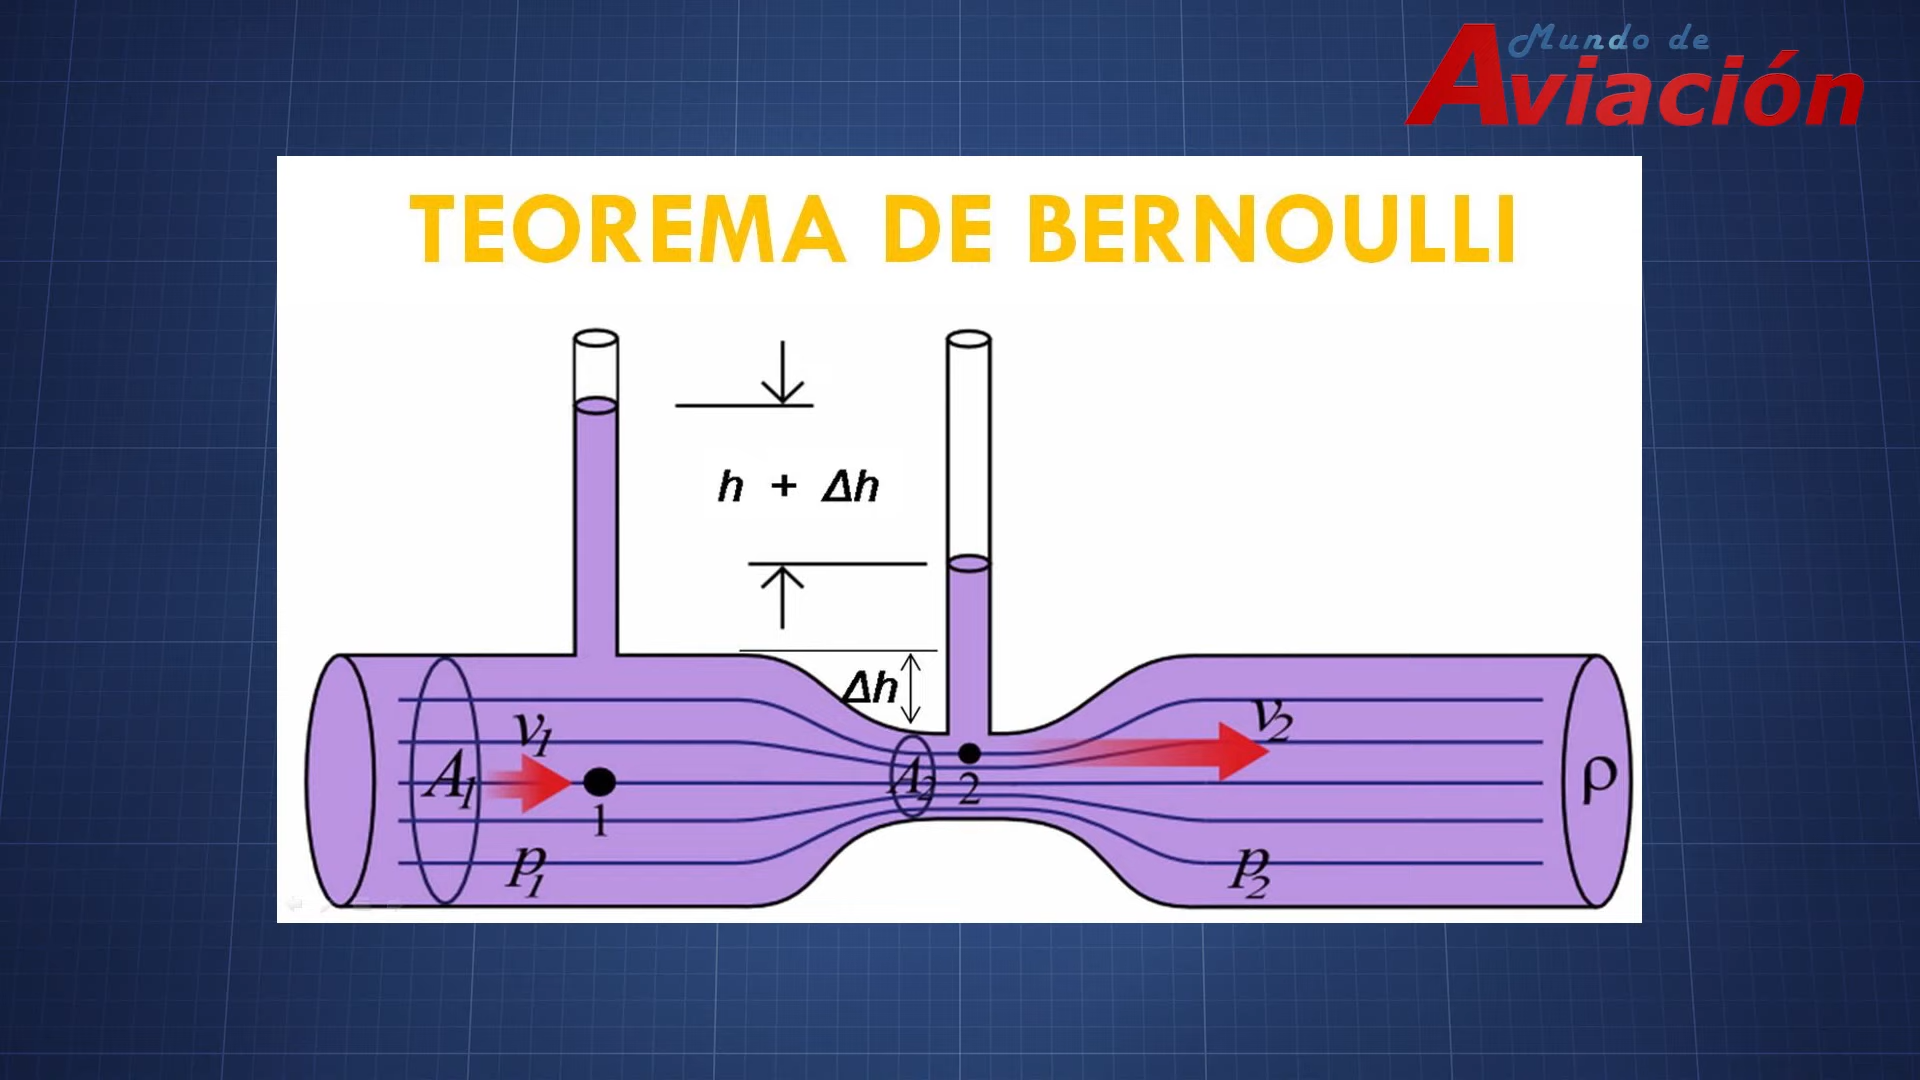 Mundo de
Aviación
TEOREMA DE BERNOULLI
h + Δh
Δh
v₁
v₂
A₁
A₂
1
2
ρ
p₁
p₂